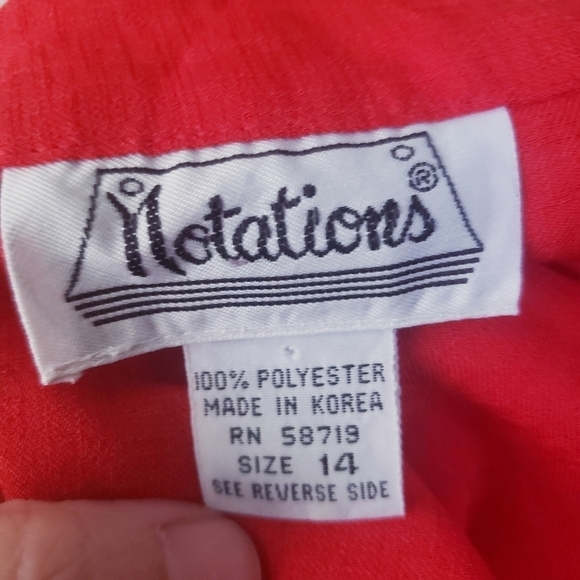 Notations®
100% POLYESTER
MADE IN KOREA
RN 58719
SIZE 14
SEE REVERSE SIDE